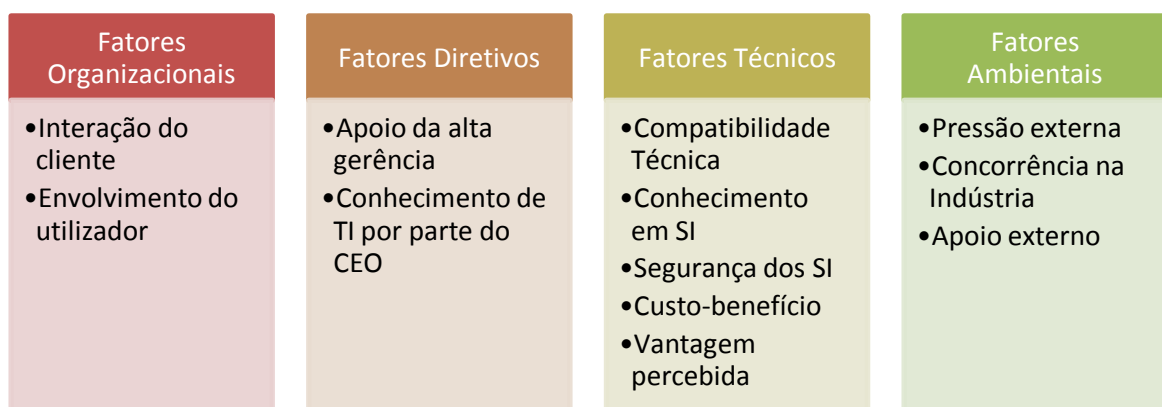 Fatores
Organizacionais
•Interação do
cliente
•Envolvimento do
utilizador
Fatores Diretivos
•Apoio da alta
gerência
•Conhecimento de
TI por parte do
CEO
Fatores Técnicos
•Compatibilidade
Técnica
•Conhecimento
em SI
•Segurança dos SI
•Custo-benefício
•Vantagem
percebida
Fatores
Ambientais
•Pressão externa
•Concorrência na
Indústria
•Apoio externo